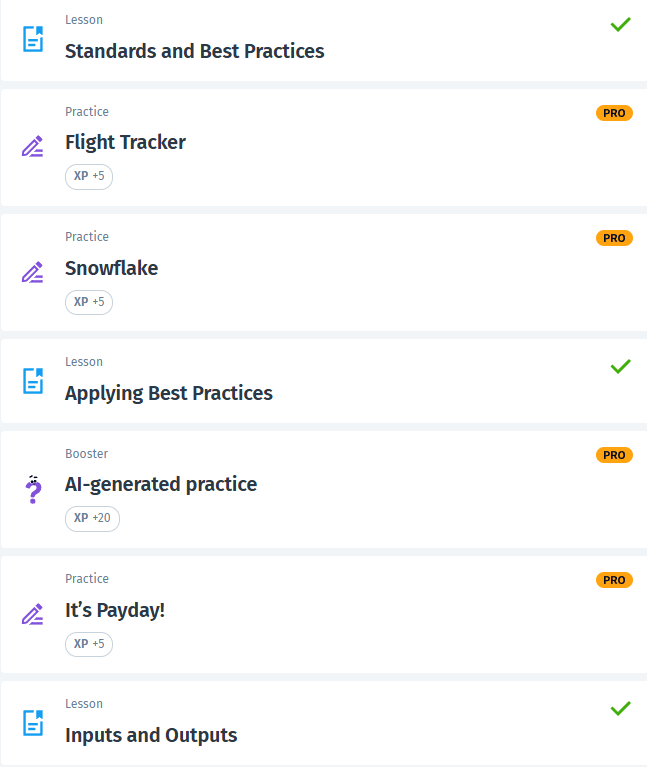 Lesson
Standards and Best Practices
Practice
PRO
Flight Tracker
XP +5
Practice
PRO
Snowflake
XP +5
Lesson
Applying Best Practices
Booster
PRO
AI-generated practice
XP +20
Practice
PRO
It’s Payday!
XP +5
Lesson
Inputs and Outputs